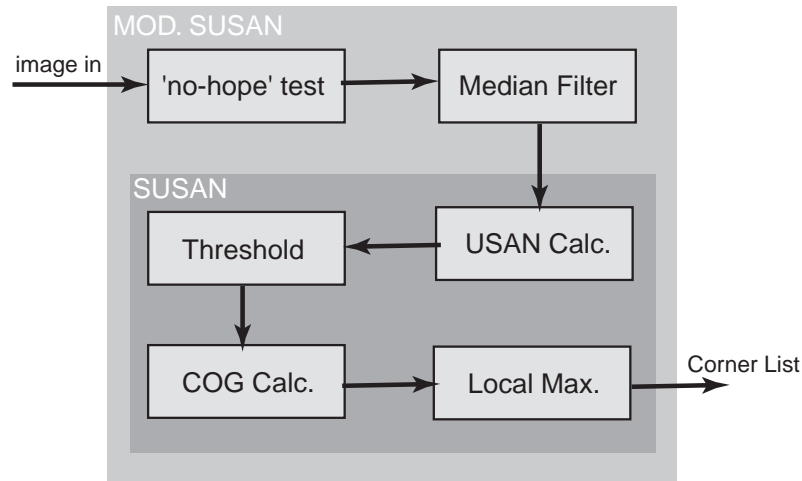 MOD. SUSAN
image in
'no-hope' test
Median Filter
SUSAN
Threshold
USAN Calc.
COG Calc.
Local Max.
Corner List